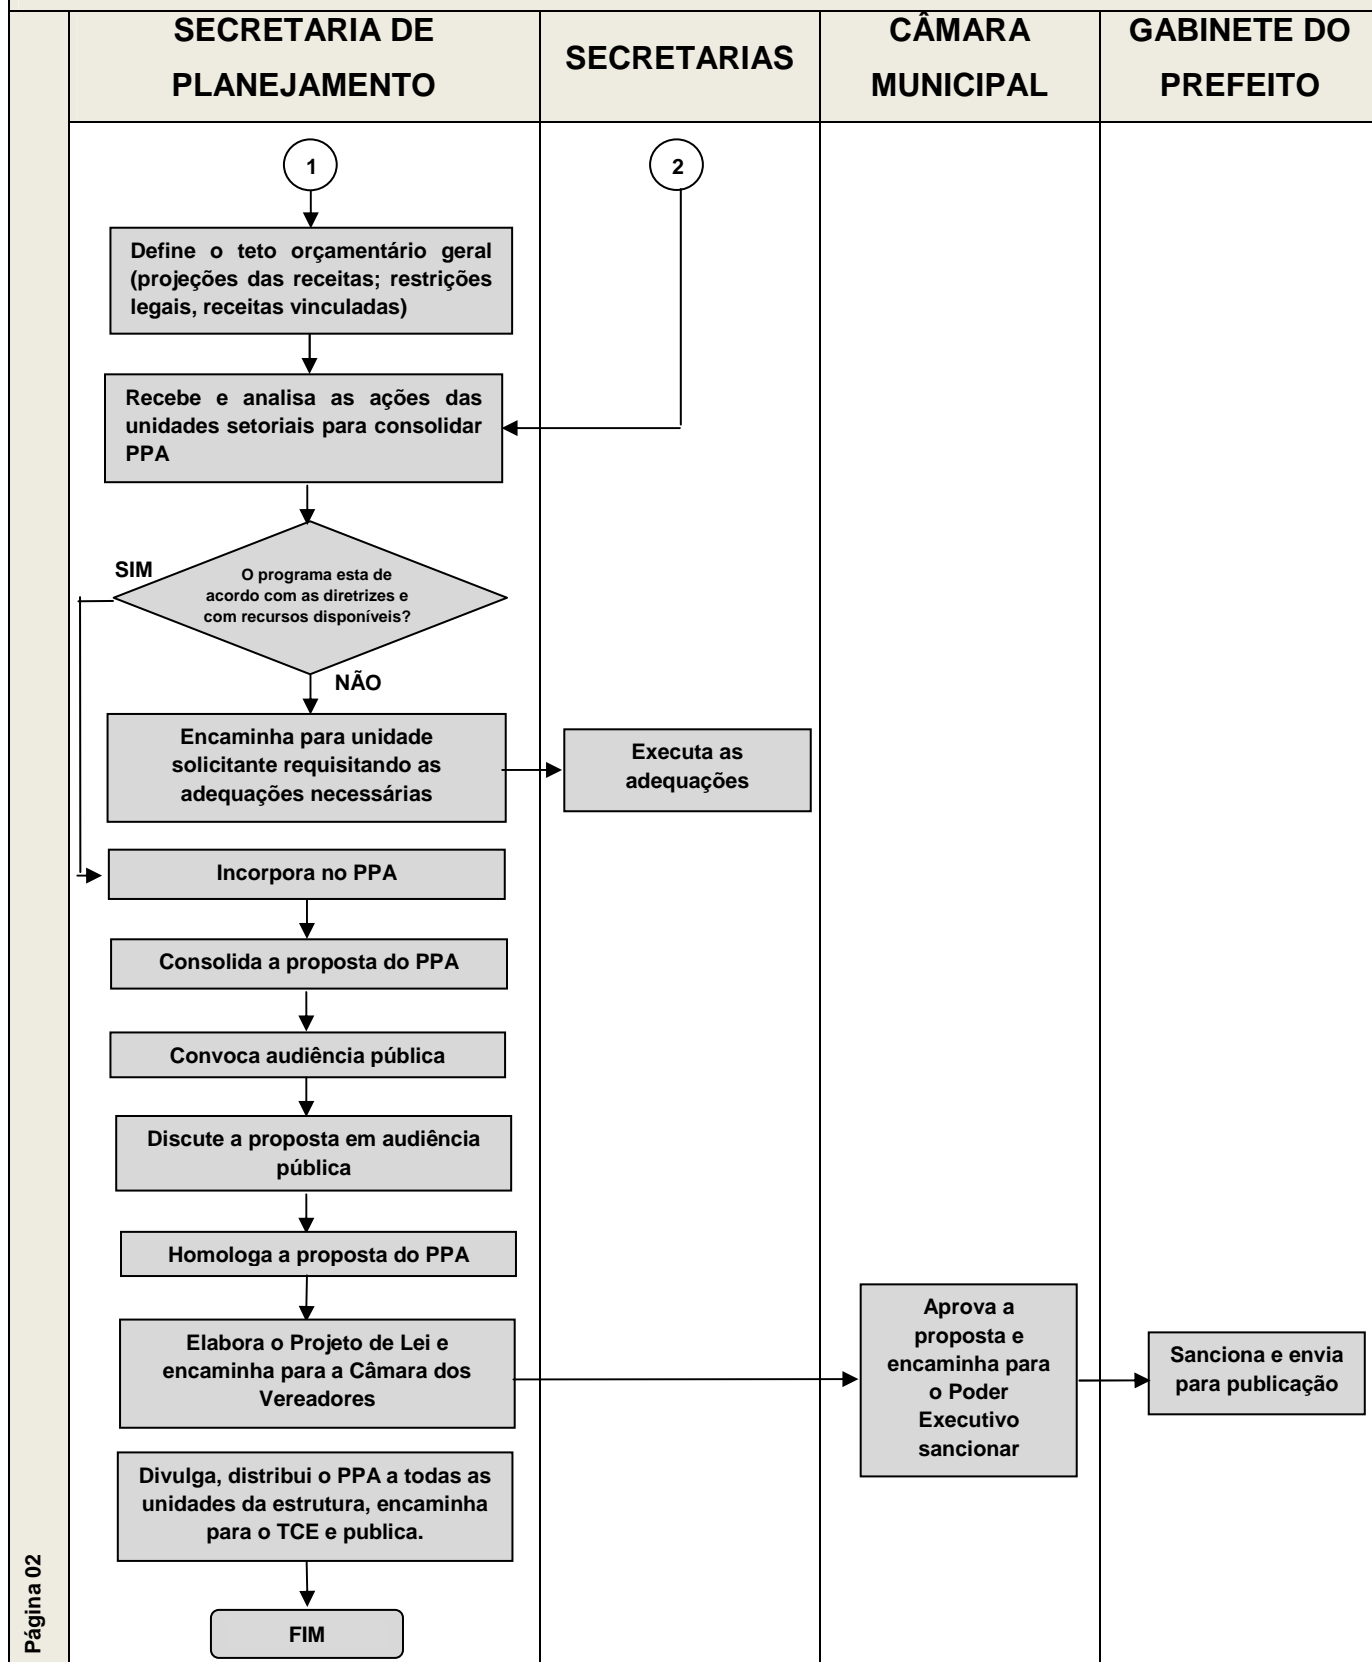 SECRETARIA DE
PLANEJAMENTO
SECRETARIAS
CÂMARA
MUNICIPAL
GABINETE DO
PREFEITO
1
2
Define o teto orçamentário geral
(projeções das receitas; restrições
legais, receitas vinculadas)
Recebe e analisa as ações das
unidades setoriais para consolidar
PPA
SIM
O programa esta de
acordo com as diretrizes e
com recursos disponíveis?
NÃO
Encaminha para unidade
solicitante requisitando as
adequações necessárias
Executa as
adequações
Incorpora no PPA
Consolida a proposta do PPA
Convoca audiência pública
Discute a proposta em audiência
pública
Homologa a proposta do PPA
Elabora o Projeto de Lei e
encaminha para a Câmara dos
Vereadores
Aprova a
proposta e
encaminha para
o Poder
Executivo
sancionar
Sanciona e envia
para publicação
Divulga, distribui o PPA a todas as
unidades da estrutura, encaminha
para o TCE e publica.
FIM
Página 02